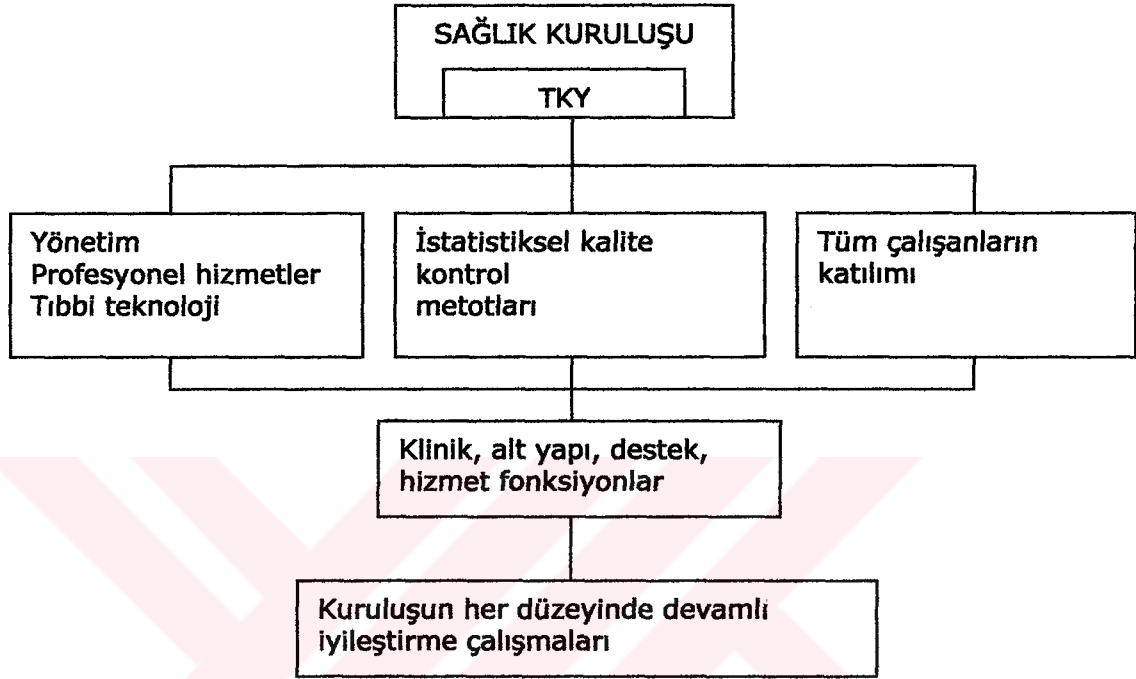 SAĞLIK KURULUŞU
TKY
Yönetim
Profesyonel hizmetler
Tıbbi teknoloji
İstatistiksel kalite
kontrol
metotları
Tüm çalışanların
katılımı
Klinik, alt yapı, destek,
hizmet fonksiyonlar
Kuruluşun her düzeyinde devamlı
iyileştirme çalışmaları